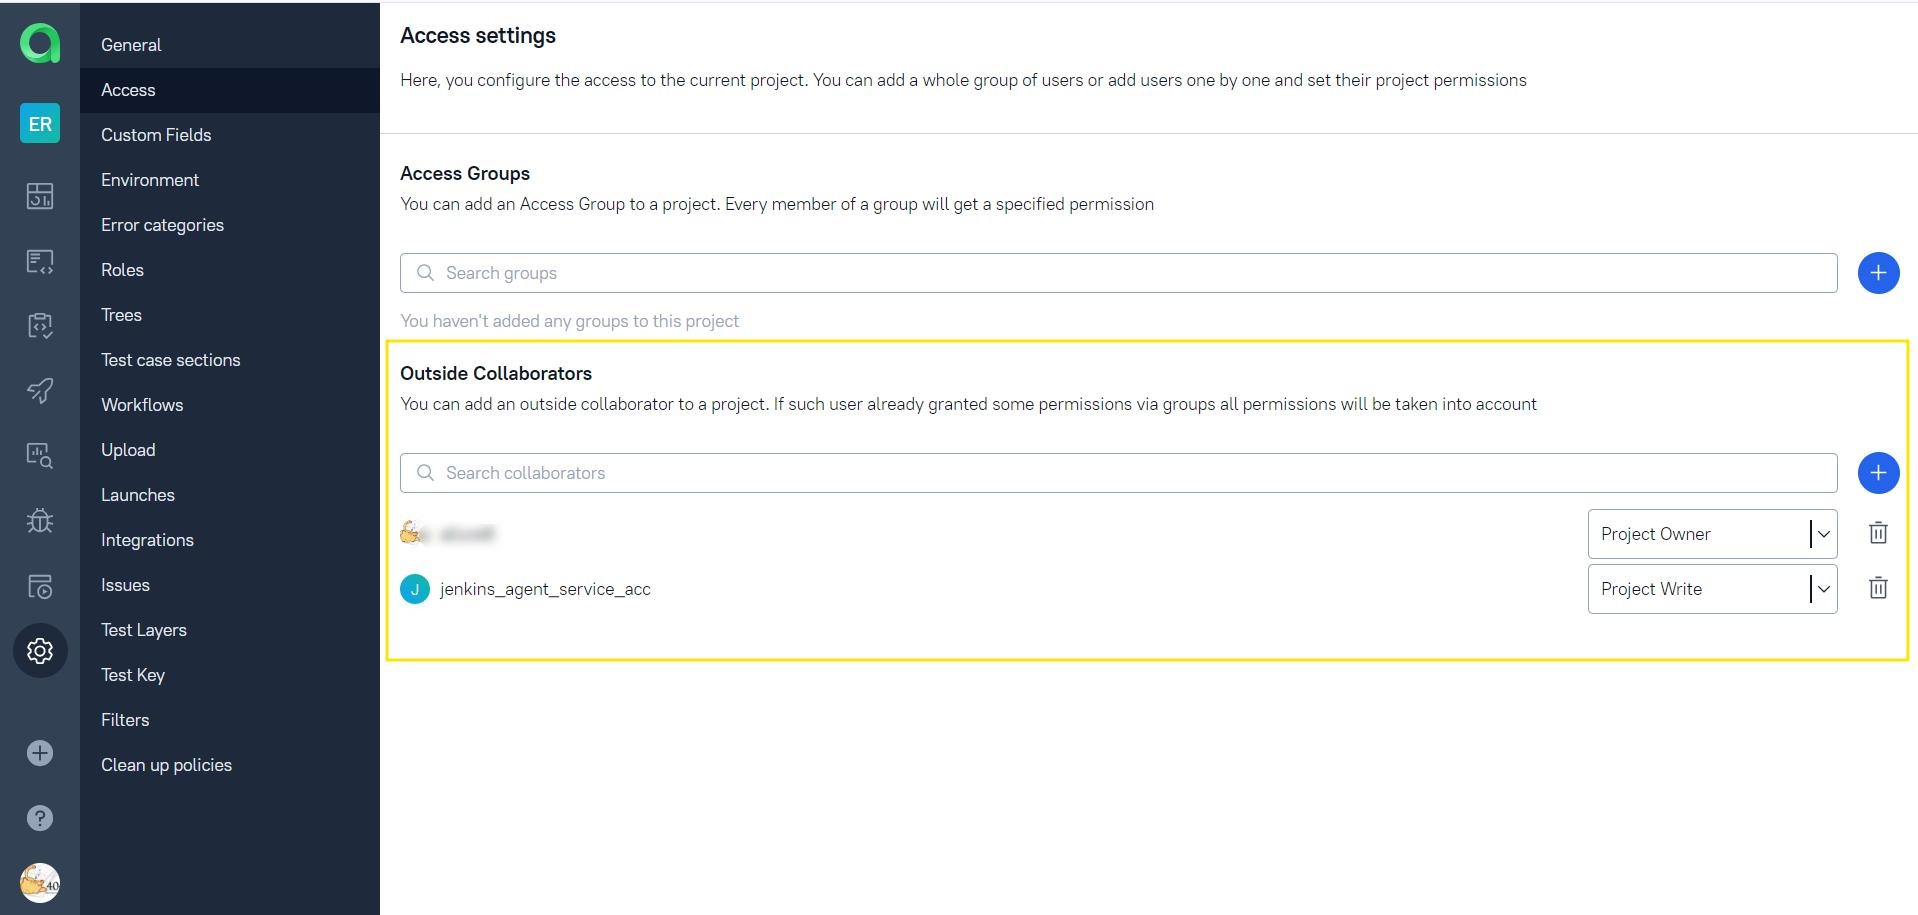 ER
General
Access
Custom Fields
Environment
Error categories
Roles
Trees
Test case sections
Workflows
Upload
Launches
Integrations
Issues
Test Layers
Test Key
Filters
Clean up policies
Access settings
Here, you configure the access to the current project. You can add a whole group of users or add users one by one and set their project permissions
Access Groups
You can add an Access Group to a project. Every member of a group will get a specified permission
Search groups
You haven't added any groups to this project
Outside Collaborators
You can add an outside collaborator to a project. If such user already granted some permissions via groups all permissions will be taken into account
Search collaborators
Project Owner
J jenkins_agent_service_acc
Project Write
40